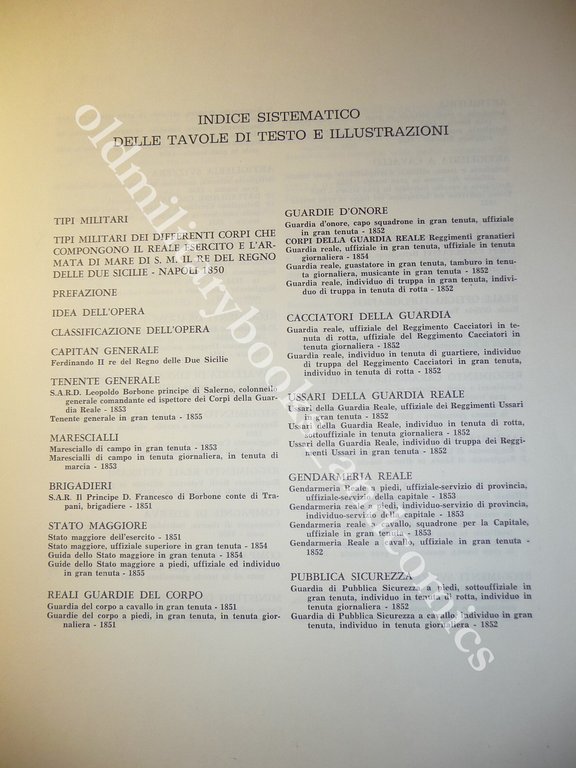 INDICE SISTEMATICO
DELLE TAVOLE DI TESTO E ILLUSTRAZIONI
TIPI MILITARI
TIPI MILITARI DEI DIFFERENTI CORPI CHE
COMPONGONO IL REALE ESERCITO E L'AR-
MATA DI MARE DI S. M. IL RE DEL REGNO
DELLE DUE SICILIE - NAPOLI 1850
PREFAZIONE
IDEA DELL'OPERA
CLASSIFICAZIONE DELL'OPERA
CAPITAN GENERALE
Ferdinando II re del Regno delle Due Sicilie
TENENTE GENERALE
S.A.R.D. Leopoldo Borbone principe di Salerno, colonnello
generale comandante ed ispettore dei Corpi della Guar-
dia Reale - 1853
Tenente generale in gran tenuta - 1855
MARESCIALLI
Maresciallo di campo in gran tenuta - 1853
Marescialli di campo in tenuta giornaliera, in tenuta di
marcia - 1853
BRIGADIERI
S.A.R. Il Principe D. Francesco di Borbone conte di Tra-
pani, brigadiere - 1851
STATO MAGGIORE
Stato maggiore dell'esercito - 1851
Stato maggiore, uffiziale superiore in gran tenuta - 1854
Guida dello Stato maggiore in gran tenuta - 1854
Guide dello Stato maggiore a piedi, uffiziale ed individuo
in gran tenuta - 1855
REALI GUARDIE DEL CORPO
Guardia del corpo a cavallo in gran tenuta - 1851
Guardie del corpo a piedi, in gran tenuta, in tenuta gior-
naliera - 1851
GUARDIE D'ONORE
Guardia d'onore, capo squadrone in gran tenuta, uffiziale
in gran tenuta - 1852
CORPI DELLA GUARDIA REALE Reggimenti granatieri
Guardia reale, uffiziale in gran tenuta, uffiziale in tenuta
giornaliera - 1854
Guardia reale, guastatore in gran tenuta, tamburo in tenu-
ta giornaliera, musicante in gran tenuta - 1852
Guardia reale, individuo di truppa in gran tenuta, indivi-
duo di truppa in tenuta di rotta - 1852
CACCIATORI DELLA GUARDIA
Guardia reale, uffiziale del Reggimento Cacciatori in te-
nuta di rotta, uffiziale del Reggimento Cacciatori in
tenuta giornaliera - 1852
Guardia reale, individuo in tenuta di quartiere, individuo
di truppa del Reggimento Cacciatori in gran tenuta,
individuo in tenuta di rotta - 1852
USSARI DELLA GUARDIA REALE
Ussari della Guardia Reale, uffiziale dei Reggimenti Ussari
in gran tenuta - 1852
Ussari della Guardia Reale, individuo in tenuta di rotta,
sottouffiziale in tenuta giornaliera - 1852
Ussari della Guardia Reale, individuo di truppa dei Reggi-
menti Ussari in gran tenuta - 1852
GENDARMERIA REALE
Gendarmeria Reale a piedi, uffiziale-servizio di provincia,
uffiziale-servizio della capitale - 1853
Gendarmeria reale a piedi, individuo-servizio di provincia,
individuo-servizio della capitale - 1853
Gendarmeria reale a cavallo, squadrone per la Capitale,
uffiziale in gran tenuta - 1853
Gendarmeria Reale a cavallo, uffiziale in gran tenuta -
1852
PUBBLICA SICUREZZA
Guardia di Pubblica Sicurezza a piedi, sottouffiziale in
gran tenuta, individuo in tenuta di rotta, individuo in
tenuta giornaliera - 1852
Guardia di Pubblica Sicurezza a cavallo, individuo in gran
tenuta, individuo in tenuta giornaliera - 1852